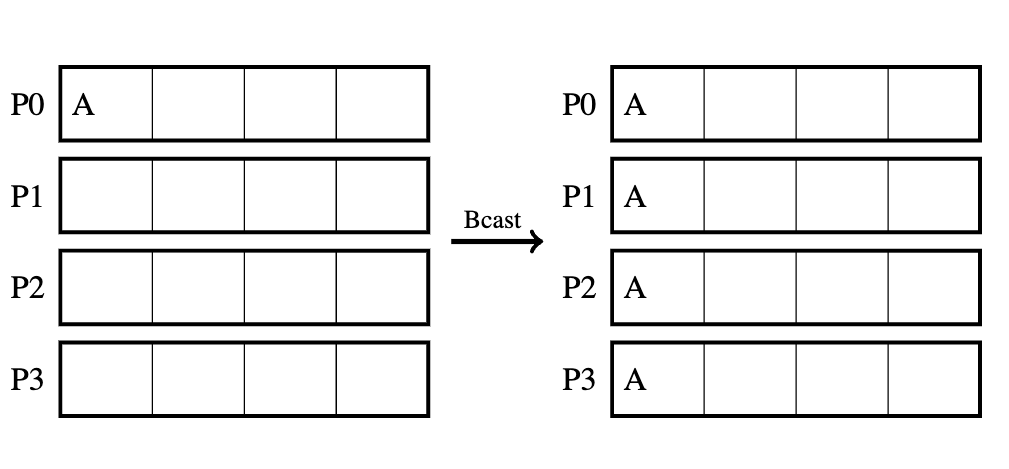 P0 A
P1
P2
P3
Bcast
P0 A
P1 A
P2 A
P3 A